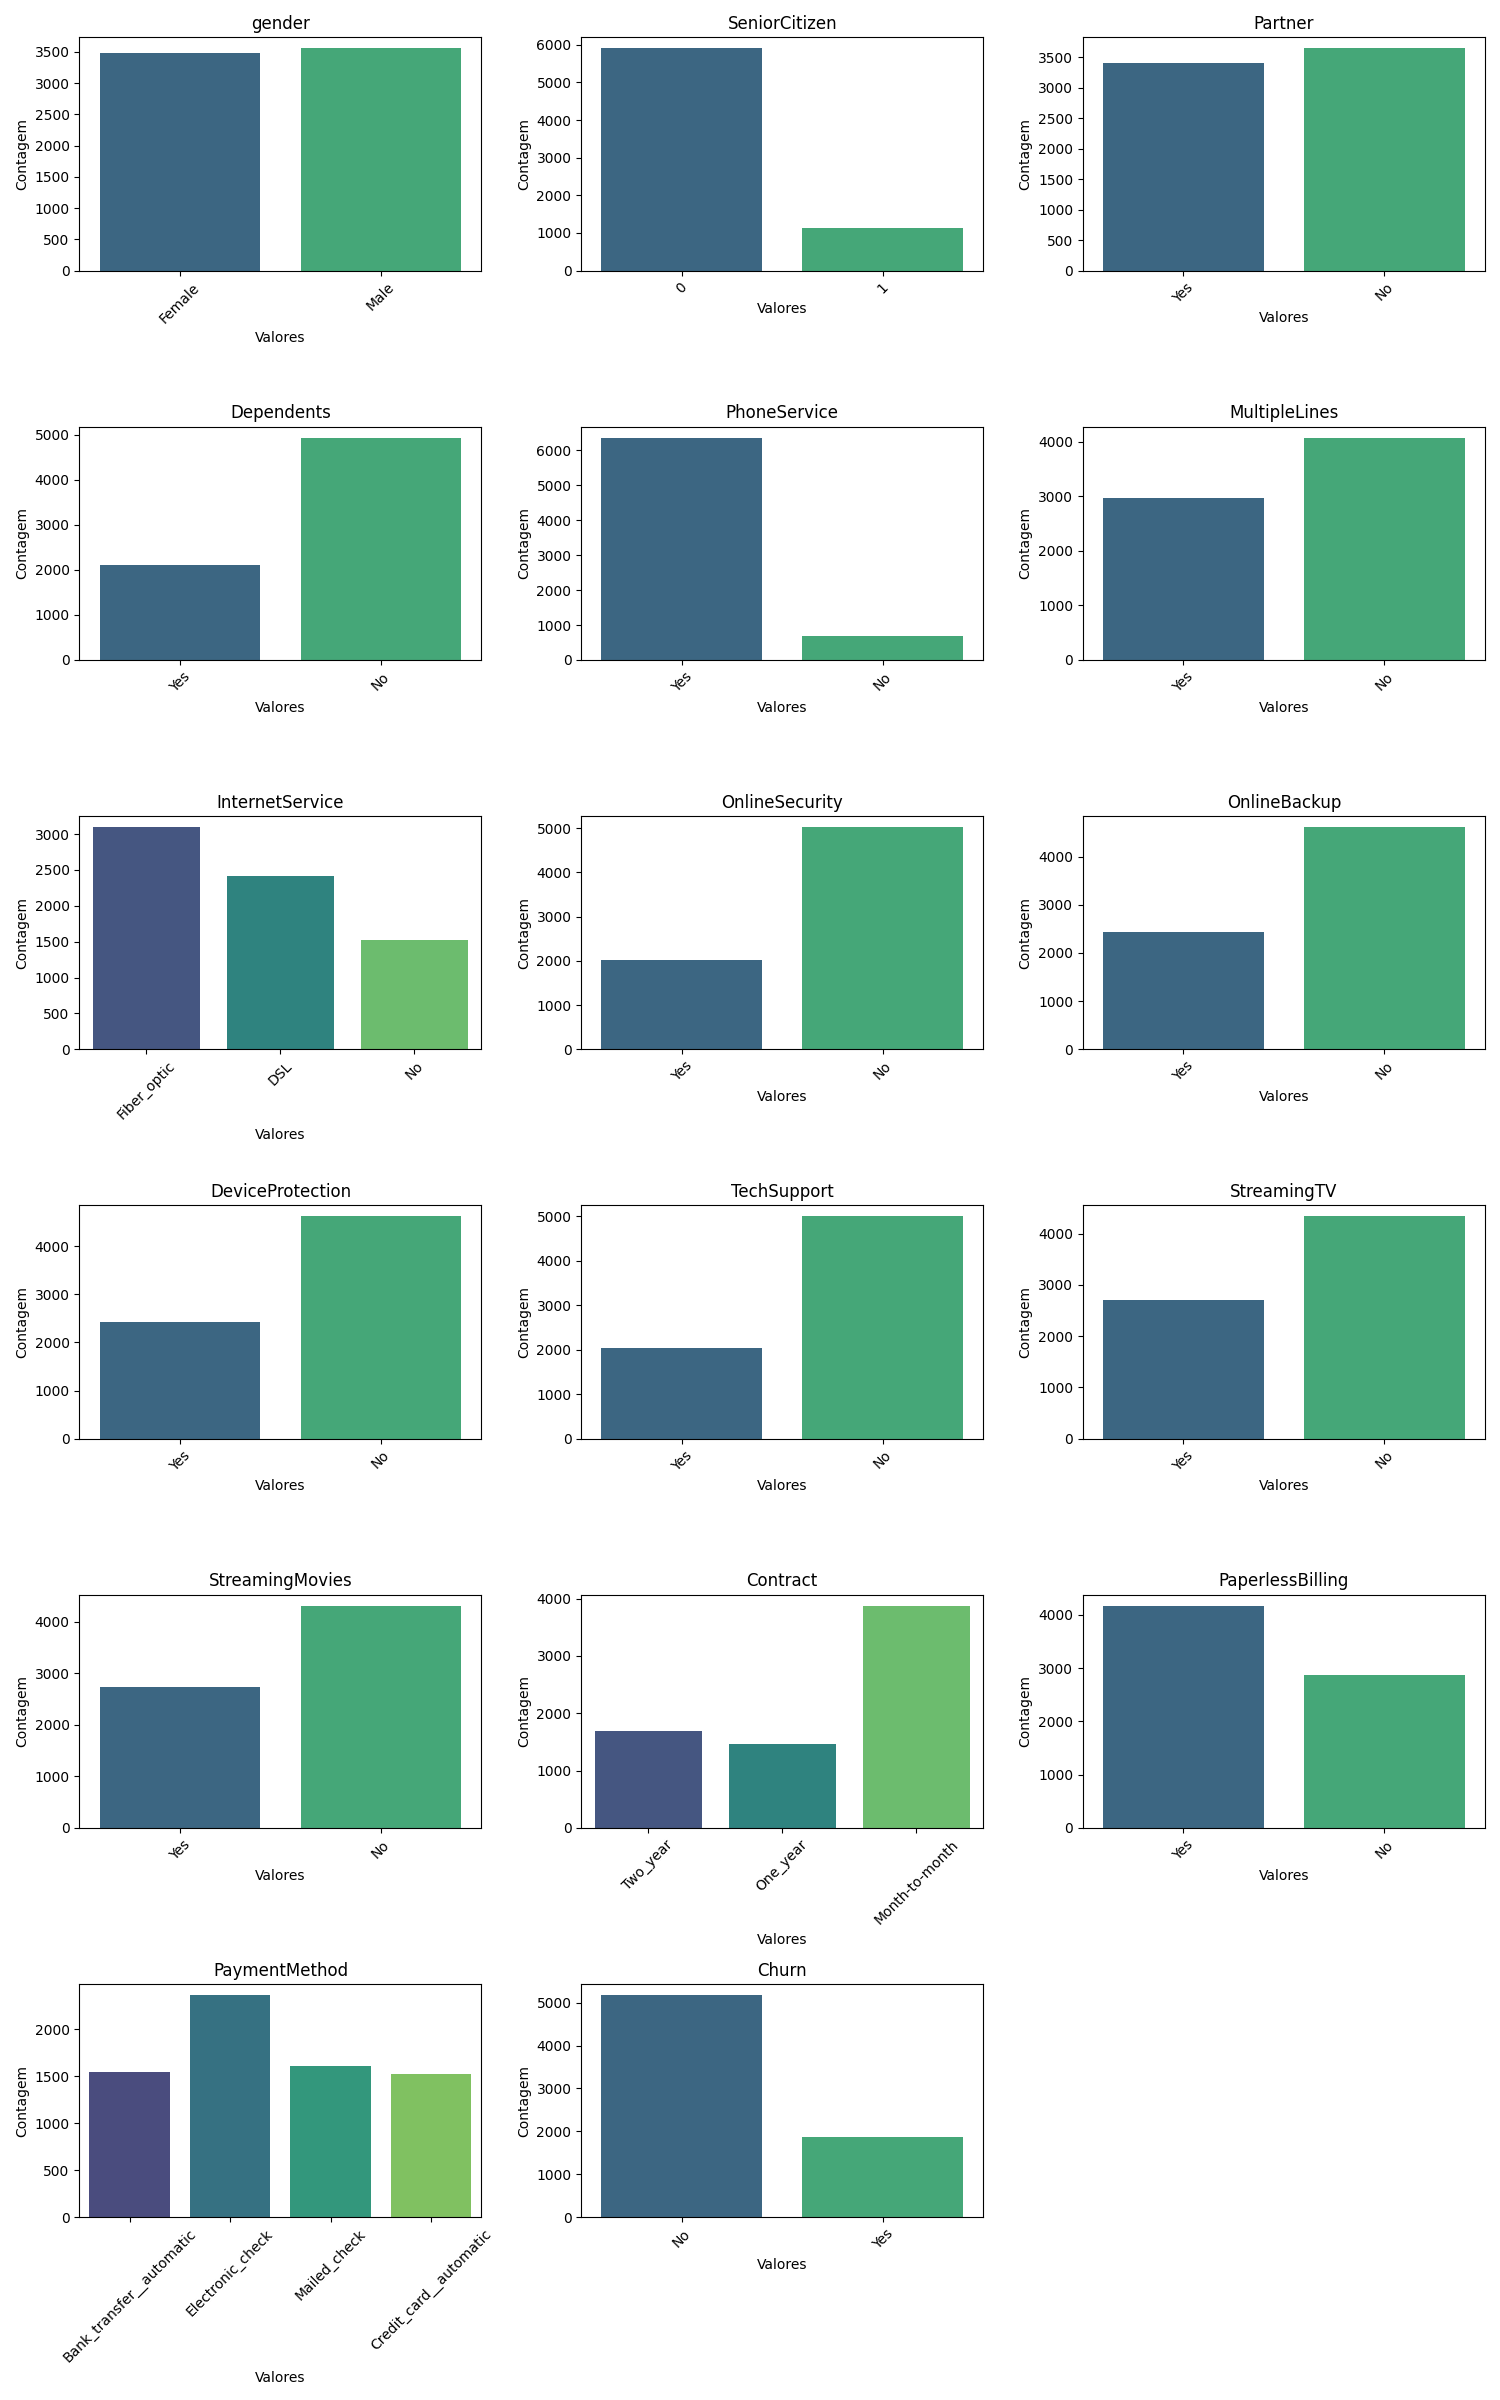 gender
3500
3000
2500
2000
1500
1000
500
0
Contagem
Female
Male
Valores
SeniorCitizen
6000
5000
4000
3000
2000
1000
0
Contagem
0
1
Valores
Partner
3500
3000
2500
2000
1500
1000
500
0
Contagem
Yes
No
Valores
Dependents
5000
4000
3000
2000
1000
0
Contagem
Yes
No
Valores
PhoneService
6000
5000
4000
3000
2000
1000
0
Contagem
Yes
No
Valores
MultipleLines
4000
3000
2000
1000
0
Contagem
Yes
No
Valores
InternetService
3000
2500
2000
1500
1000
500
0
Contagem
Fiber_optic
DSL
No
Valores
OnlineSecurity
5000
4000
3000
2000
1000
0
Contagem
Yes
No
Valores
OnlineBackup
4000
3000
2000
1000
0
Contagem
Yes
No
Valores
DeviceProtection
4000
3000
2000
1000
0
Contagem
Yes
No
Valores
TechSupport
5000
4000
3000
2000
1000
0
Contagem
Yes
No
Valores
StreamingTV
4000
3000
2000
1000
0
Contagem
Yes
No
Valores
StreamingMovies
4000
3000
2000
1000
0
Contagem
Yes
No
Valores
Contract
4000
3000
2000
1000
0
Contagem
Two_year
One_year
Month-to-month
Valores
PaperlessBilling
4000
3000
2000
1000
0
Contagem
Yes
No
Valores
PaymentMethod
2000
1500
1000
500
0
Contagem
Bank_transfer__automatic
Electronic_check
Mailed_check
Credit_card__automatic
Valores
Churn
5000
4000
3000
2000
1000
0
Contagem
No
Yes
Valores